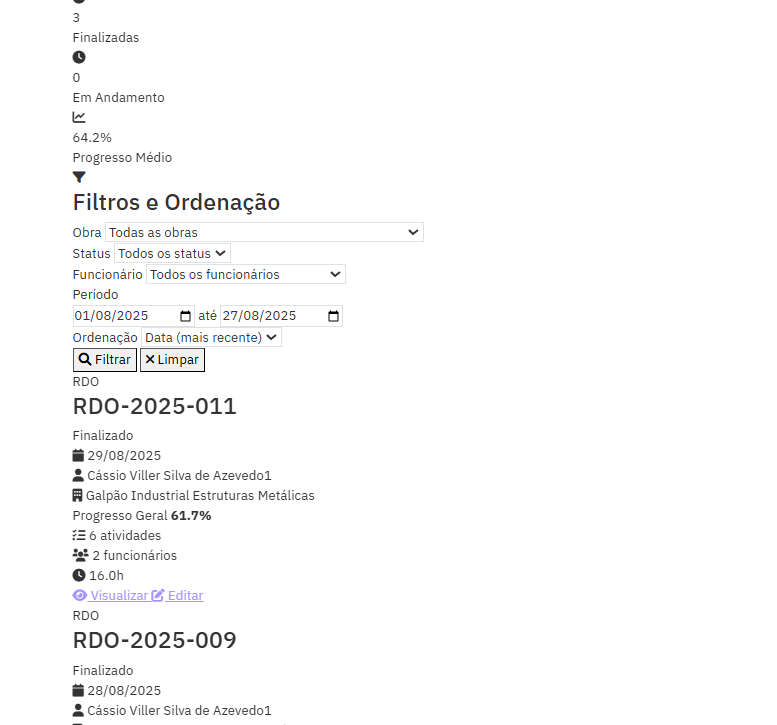 3
Finalizadas
0
Em Andamento
64.2%
Progresso Médio
Filtros e Ordenação
Obra Todas as obras
Status Todos os status
Funcionário Todos os funcionários
Período
01/08/2025 até 27/08/2025
Ordenação Data (mais recente)
Filtrar Limpar
RDO
RDO-2025-011
Finalizado
29/08/2025
Cássio Viller Silva de Azevedo1
Galpão Industrial Estruturas Metálicas
Progresso Geral 61.7%
6 atividades
2 funcionários
16.0h
Visualizar Editar
RDO
RDO-2025-009
Finalizado
28/08/2025
Cássio Viller Silva de Azevedo1